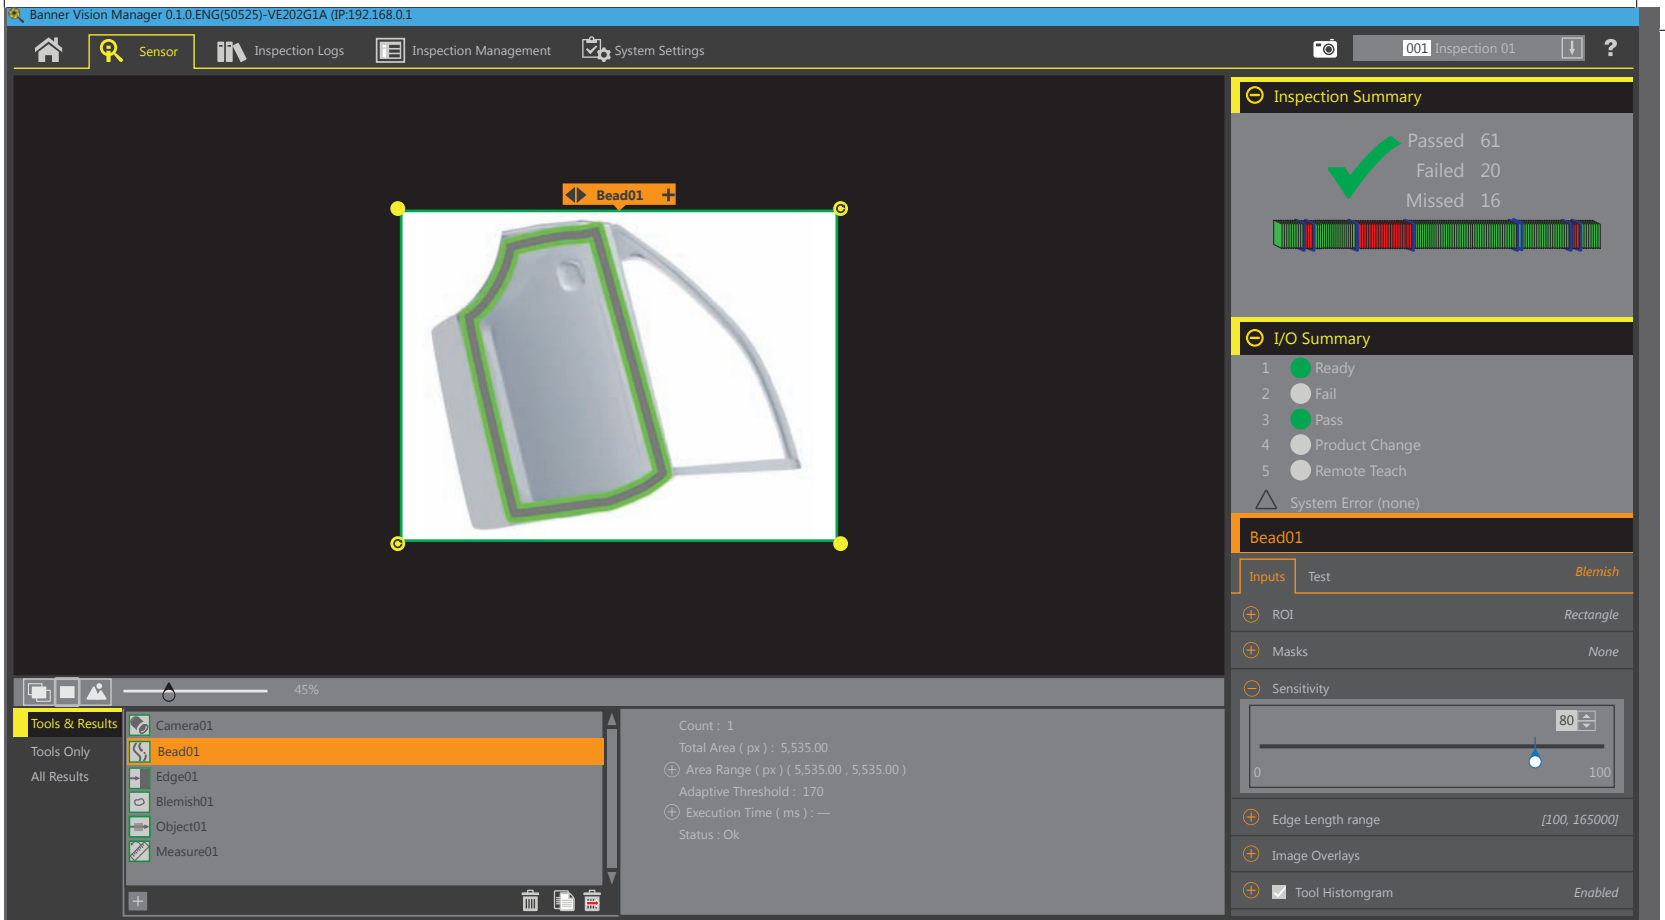 Banner Vision Manager 0.1.0.ENG(50525)-VE202G1A (IP:192.168.0.1
Sensor
Inspection Logs
Inspection Management
System Settings
001 Inspection 01
?
Inspection Summary
Passed 61
Failed 20
Missed 16
Bead01
I/O Summary
1 Ready
2 Fail
3 Pass
4 Product Change
5 Remote Teach
System Error (none)
Bead01
Inputs Test Blemish
ROI Rectangle
Masks None
Sensitivity
80
0 100
Edge Length range [100, 165000]
Image Overlays
Tool Histomgram Enabled
45%
Tools & Results
Tools Only
All Results
Camera01
Bead01
Edge01
Blemish01
Object01
Measure01
Count : 1
Total Area ( px ) : 5,535.00
Area Range ( px ) ( 5,535.00 , 5,535.00 )
Adaptive Threshold : 170
Execution Time ( ms ) : —
Status : Ok